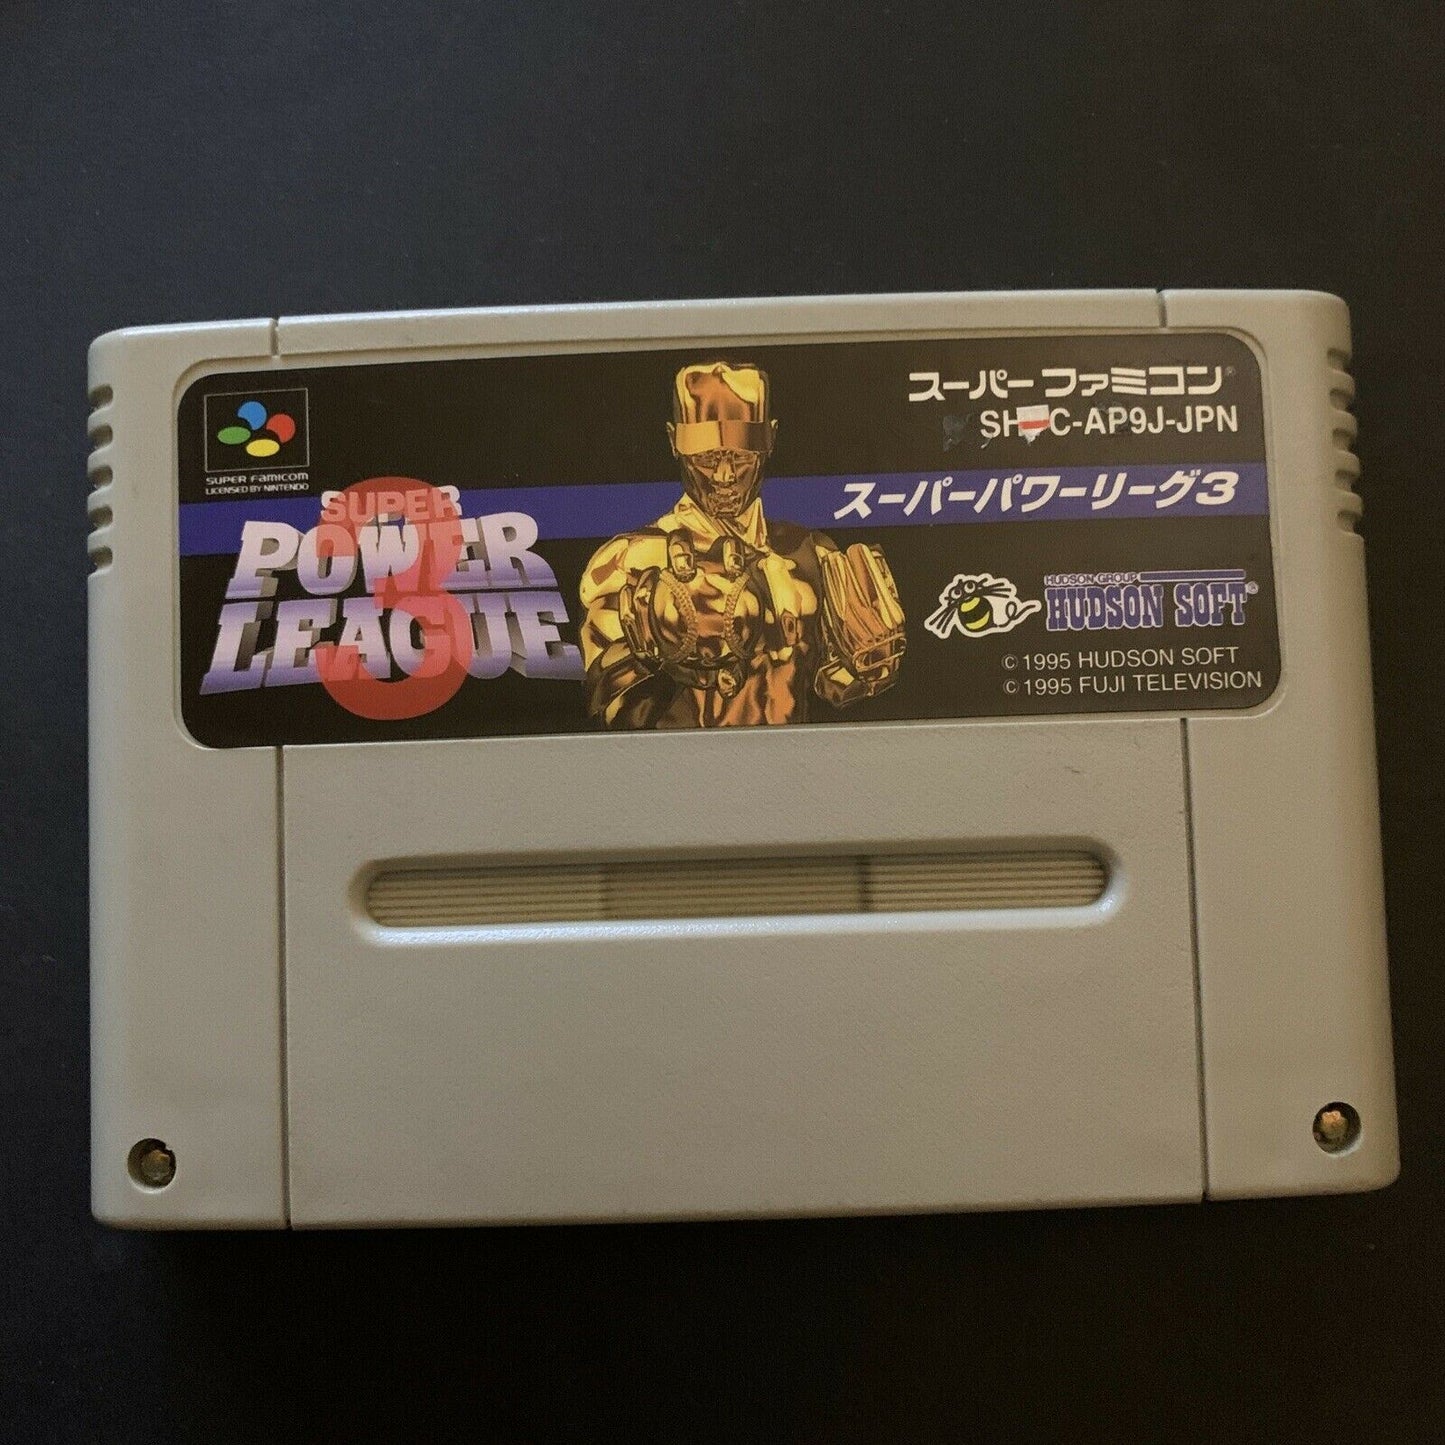 SUPER FAMICOM
LICENSED BY NINTENDO
SUPER
POWER
LEAGUE
3
スーパーファミコン®
SH C-AP9J-JPN
スーパーパワーリーグ3
HUDSON GROUP
HUDSON SOFT®
© 1995 HUDSON SOFT
© 1995 FUJI TELEVISION